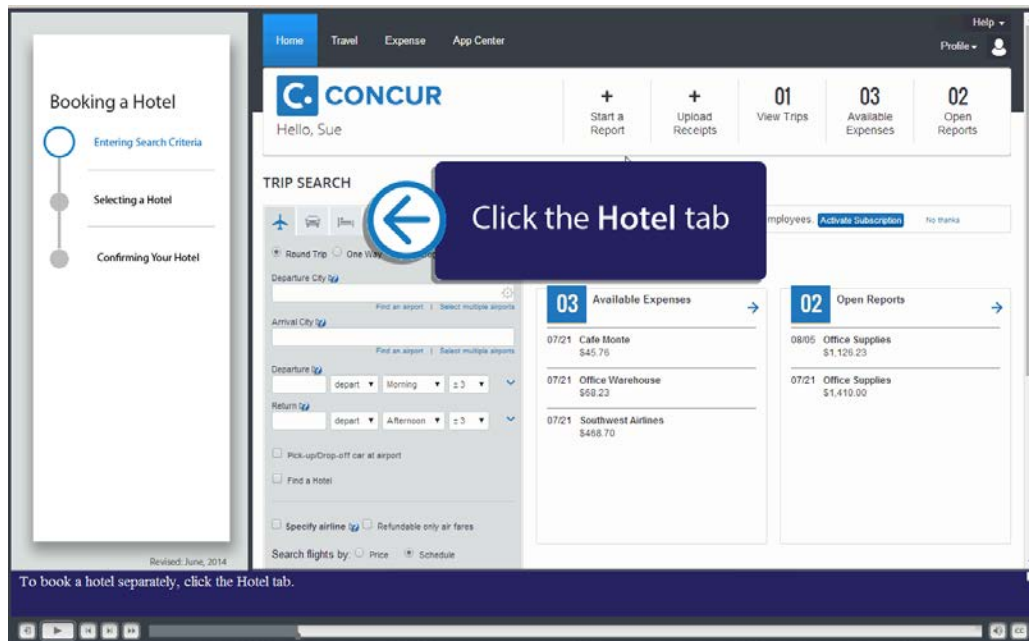 Help
Home Travel Expense App Center
Profile
Booking a Hotel
Entering Search Criteria
Selecting a Hotel
Confirming Your Hotel
Revised: June, 2014
C. CONCUR
Hello, Sue
+ Start a Report
+ Upload Receipts
01 View Trips
03 Available Expenses
02 Open Reports
TRIP SEARCH
Click the Hotel tab
mployees. Activate Subscription No thanks
Round Trip One Way
Departure City
Find an airport | Select multiple airports
Arrival City
Find an airport | Select multiple airports
Departure
depart Morning ±3
Return
depart Afternoon ±3
Pick-up/Drop-off car at airport
Find a Hotel
Specify airline Refundable only air fares
Search flights by: Price Schedule
03 Available Expenses
07/21 Cafe Monte
$45.76
07/21 Office Warehouse
$68.23
07/21 Southwest Airlines
$468.70
02 Open Reports
08/05 Office Supplies
$1,126.23
07/21 Office Supplies
$1,410.00
To book a hotel separately, click the Hotel tab.
CC